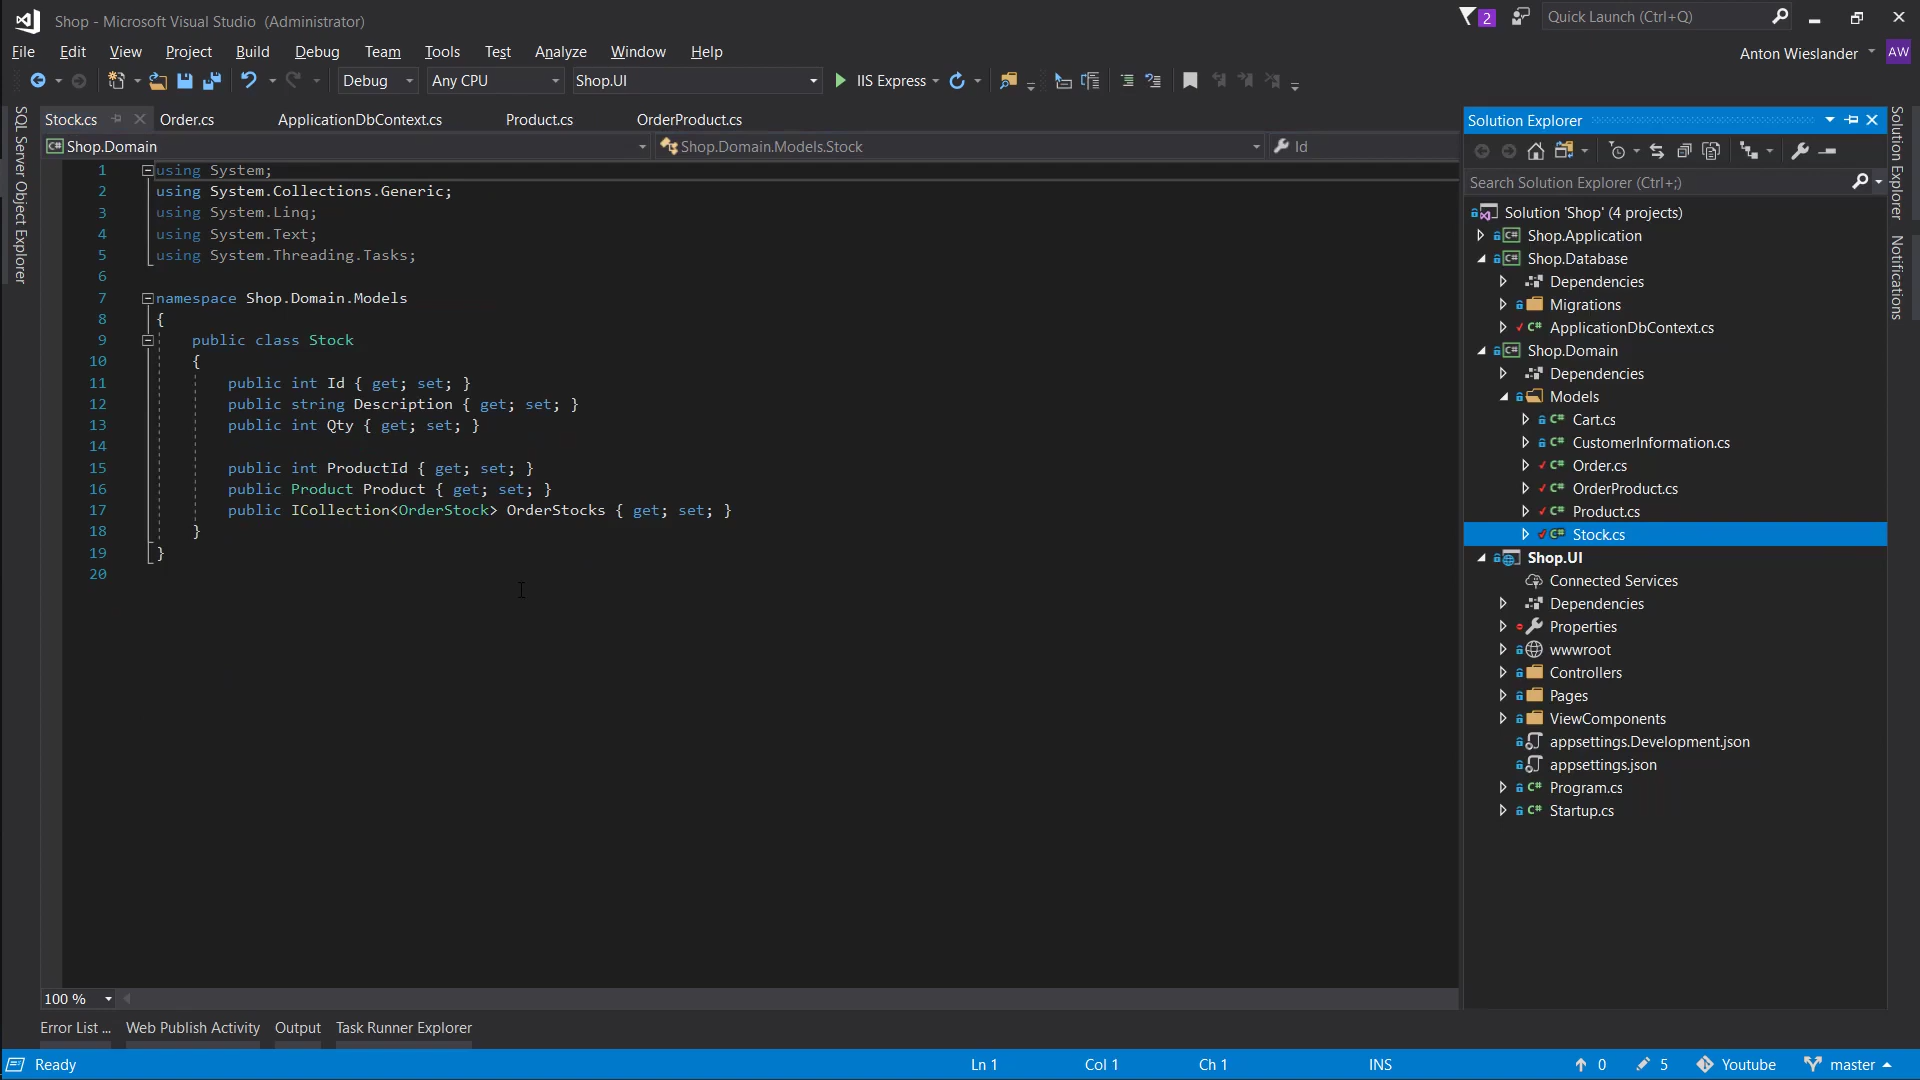 Shop - Microsoft Visual Studio (Administrator)
2
Quick Launch (Ctrl+Q)
File Edit View Project Build Debug Team Tools Test Analyze Window Help
Anton Wieslander
AW
Debug
Any CPU
Shop.UI
IIS Express
SQL Server Object Explorer
Stock.cs
Order.cs
ApplicationDbContext.cs
Product.cs
OrderProduct.cs
Shop.Domain
Shop.Domain.Models.Stock
Id
1 using System;
2 using System.Collections.Generic;
3 using System.Linq;
4 using System.Text;
5 using System.Threading.Tasks;
6
7 namespace Shop.Domain.Models
8 {
9 public class Stock
10 {
11 public int Id { get; set; }
12 public string Description { get; set; }
13 public int Qty { get; set; }
14
15 public int ProductId { get; set; }
16 public Product Product { get; set; }
17 public ICollection<OrderStock> OrderStocks { get; set; }
18 }
19 }
20
100 %
Solution Explorer
Search Solution Explorer (Ctrl+;)
Solution 'Shop' (4 projects)
C# Shop.Application
C# Shop.Database
Dependencies
Migrations
C# ApplicationDbContext.cs
C# Shop.Domain
Dependencies
Models
C# Cart.cs
C# CustomerInformation.cs
C# Order.cs
C# OrderProduct.cs
C# Product.cs
C# Stock.cs
Shop.UI
Connected Services
Dependencies
Properties
wwwroot
Controllers
Pages
ViewComponents
appsettings.Development.json
appsettings.json
C# Program.cs
C# Startup.cs
Solution Explorer
Notifications
Error List ... Web Publish Activity Output Task Runner Explorer
Ready
Ln 1
Col 1
Ch 1
INS
0
5
Youtube
master